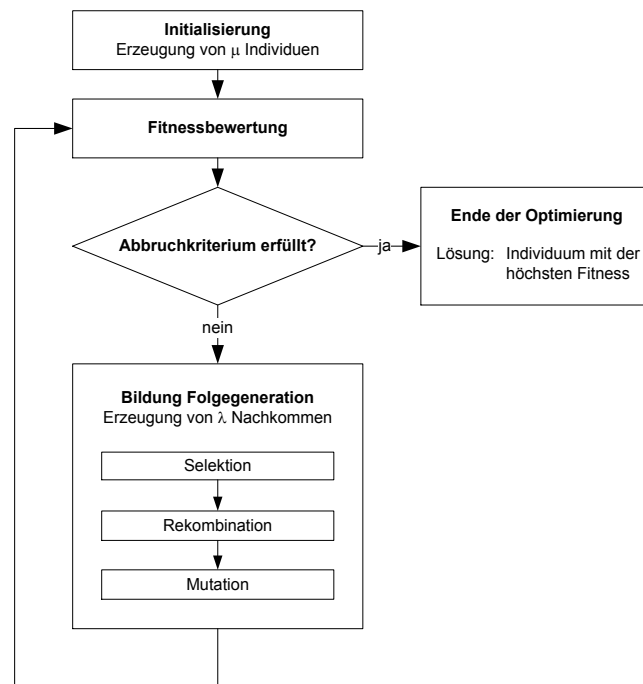 Initialisierung
Erzeugung von μ Individuen
Fitnessbewertung
Abbruchkriterium erfüllt?
ja
Ende der Optimierung
Lösung: Individuum mit der
höchsten Fitness
nein
Bildung Folgegeneration
Erzeugung von λ Nachkommen
Selektion
Rekombination
Mutation